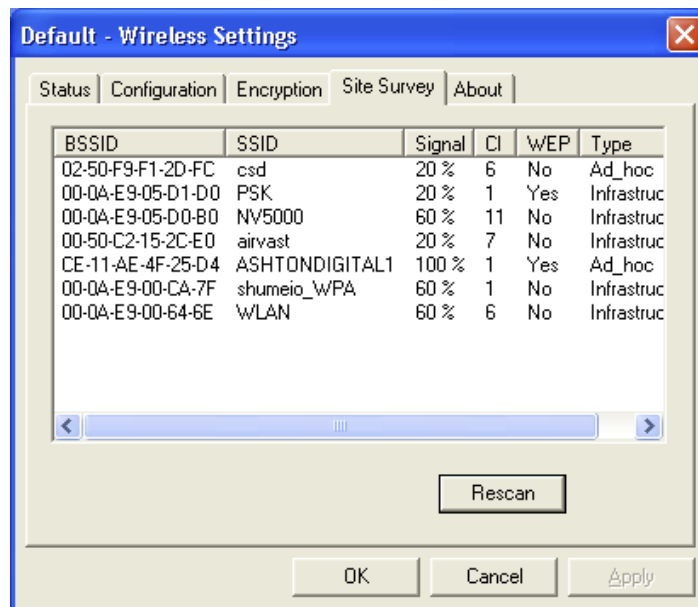 Default - Wireless Settings
Status Configuration Encryption Site Survey About
BSSID SSID Signal Cl WEP Type
02-50-F9-F1-2D-FC csd 20 % 6 No Ad_hoc
00-0A-E9-05-D1-D0 PSK 20 % 1 Yes Infrastruc
00-0A-E9-05-D0-B0 NV5000 60 % 11 No Infrastruc
00-50-C2-15-2C-E0 airvast 20 % 7 No Infrastruc
CE-11-AE-4F-25-D4 ASHTONDIGITAL1 100 % 1 Yes Ad_hoc
00-0A-E9-00-CA-7F shumeio_WPA 60 % 1 No Infrastruc
00-0A-E9-00-64-6E WLAN 60 % 6 No Infrastruc
Rescan
OK Cancel Apply